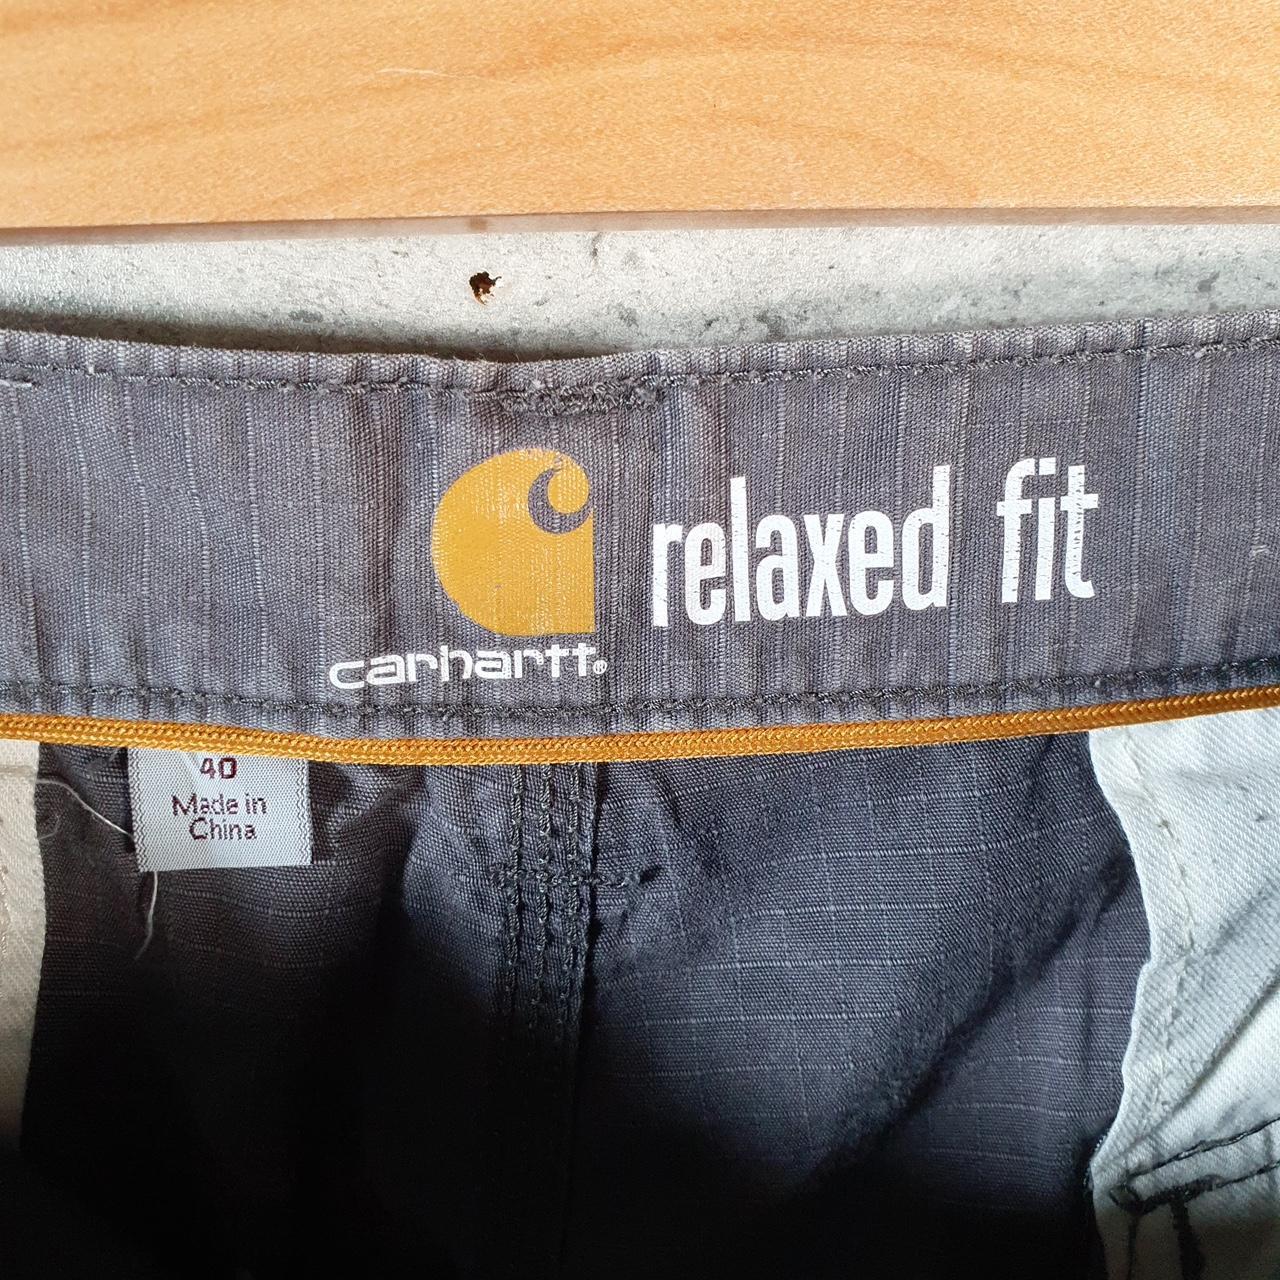 relaxed fit
carhartt®
40
Made in
China